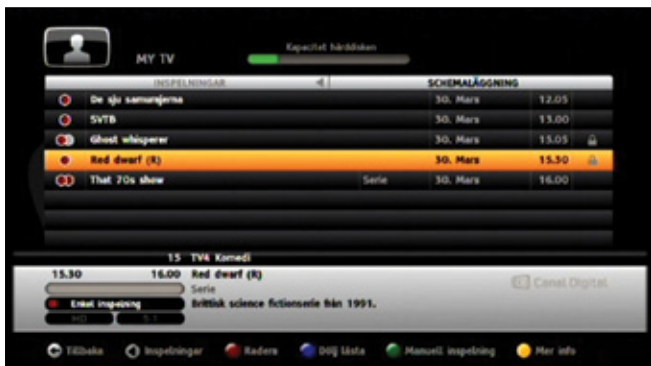 MY TV
Kapacitet hårddisken
INSPELNINGAR SCHEMALÄGGNING
De sju samurajerna 30. Mars 12.05
SVTB 30. Mars 13.00
Ghost whisperer 30. Mars 15.05
Red dwarf (R) 30. Mars 15.30
That 70s show Serie 30. Mars 16.00
15 TV4 Komedi
15.30 16.00 Red dwarf (R)
Serie
Enkel inspelning Brittisk science fictionserie från 1991.
HD 5.1
Canal Digital
Tillbaka Inspelningar Radera Dölj låsta Manuell inspelning Mer info